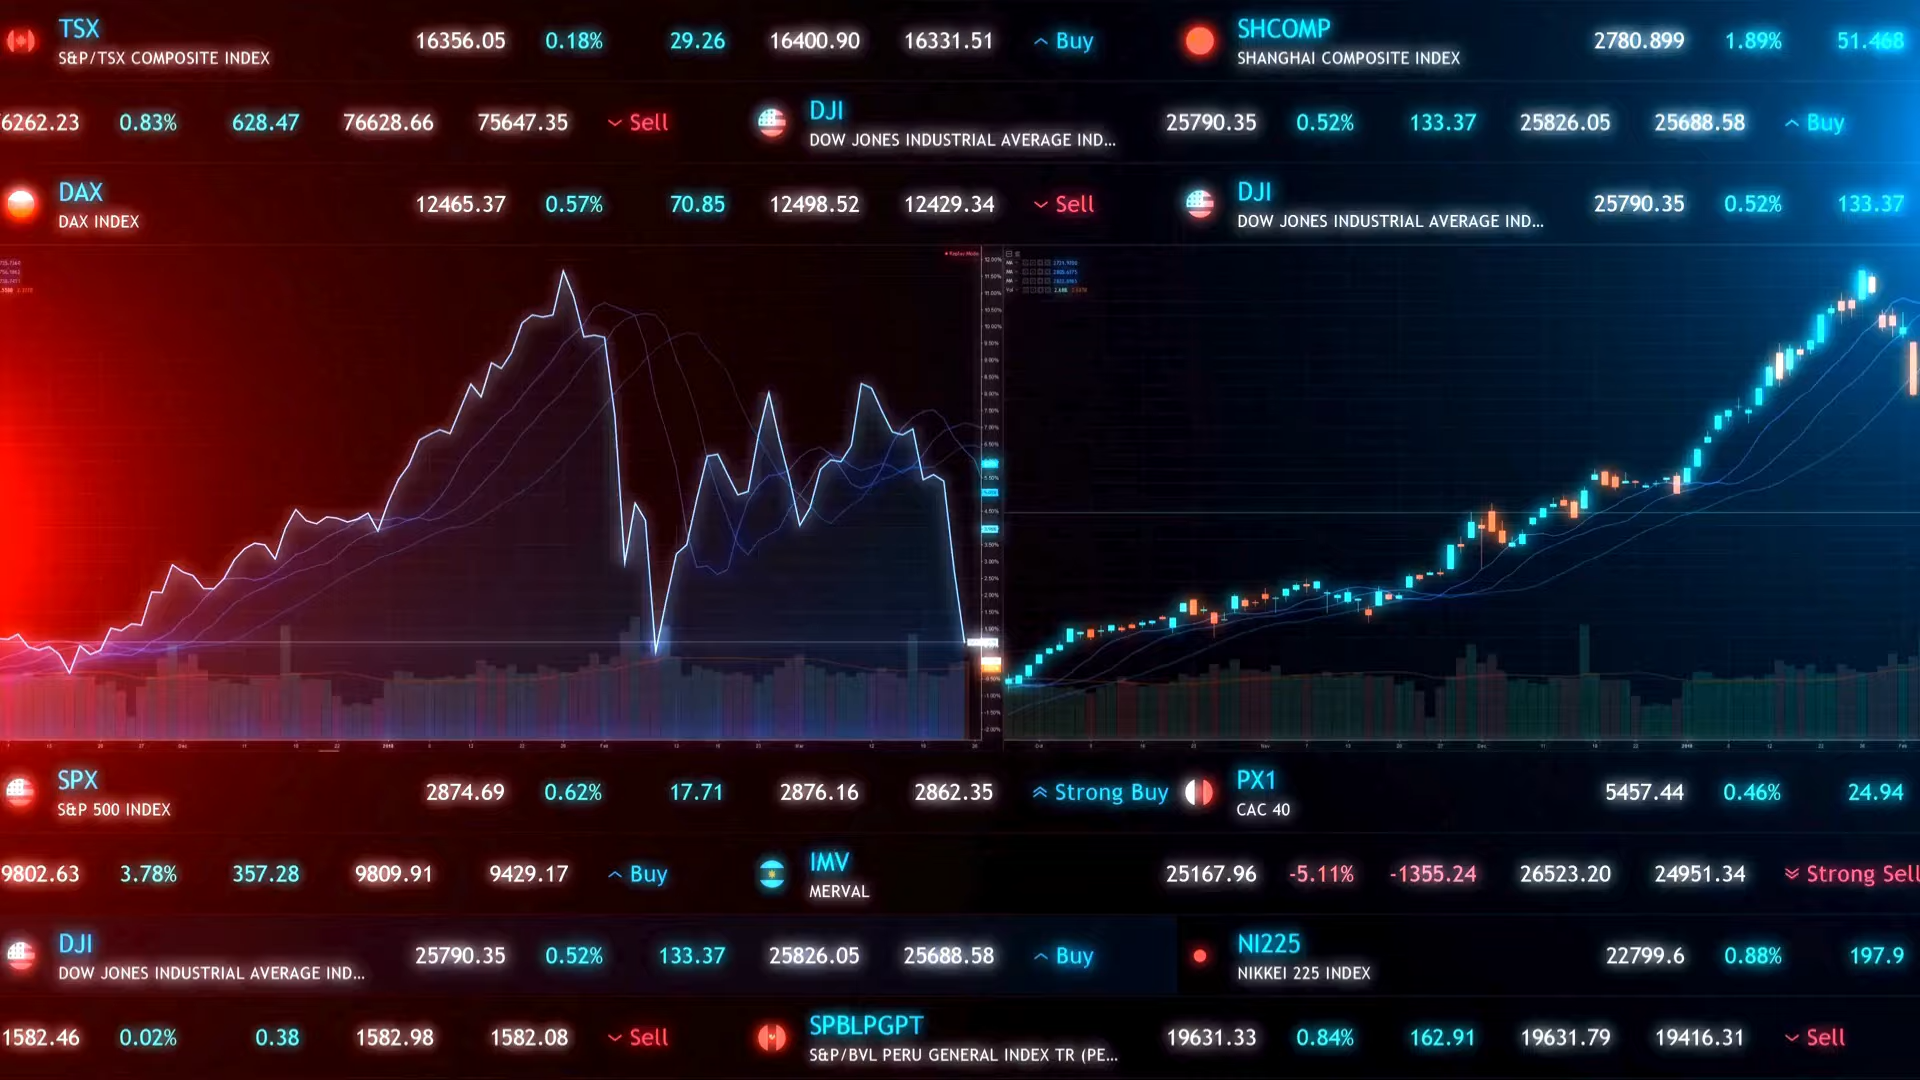 TSX
S&P/TSX COMPOSITE INDEX
16356.05 0.18% 29.26 16400.90 16331.51 Buy
SHCOMP
SHANGHAI COMPOSITE INDEX
2780.899 1.89% 51.468
6262.23 0.83% 628.47 76628.66 75647.35 Sell
DJI
DOW JONES INDUSTRIAL AVERAGE IND...
25790.35 0.52% 133.37 25826.05 25688.58 Buy
DAX
DAX INDEX
12465.37 0.57% 70.85 12498.52 12429.34 Sell
DJI
DOW JONES INDUSTRIAL AVERAGE IND...
25790.35 0.52% 133.37
Replay Mode
SPX
S&P 500 INDEX
2874.69 0.62% 17.71 2876.16 2862.35 Strong Buy
PX1
CAC 40
5457.44 0.46% 24.94
9802.63 3.78% 357.28 9809.91 9429.17 Buy
IMV
MERVAL
25167.96 -5.11% -1355.24 26523.20 24951.34 Strong Sell
DJI
DOW JONES INDUSTRIAL AVERAGE IND...
25790.35 0.52% 133.37 25826.05 25688.58 Buy
NI225
NIKKEI 225 INDEX
22799.6 0.88% 197.9
1582.46 0.02% 0.38 1582.98 1582.08 Sell
SPBLPGPT
S&P/BVL PERU GENERAL INDEX TR (PE...
19631.33 0.84% 162.91 19631.79 19416.31 Sell